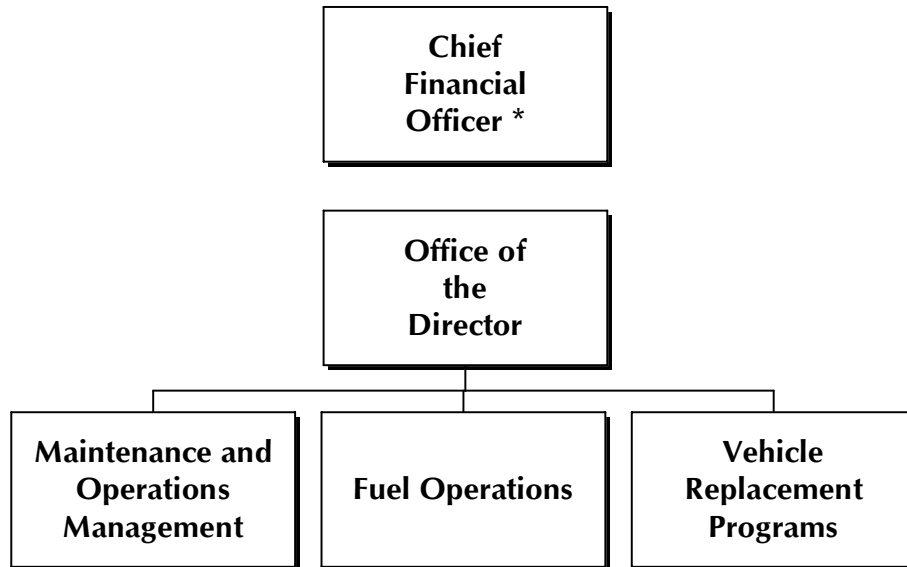 Chief
Financial
Officer *
Office of
the
Director
Maintenance and
Operations
Management
Fuel Operations
Vehicle
Replacement
Programs